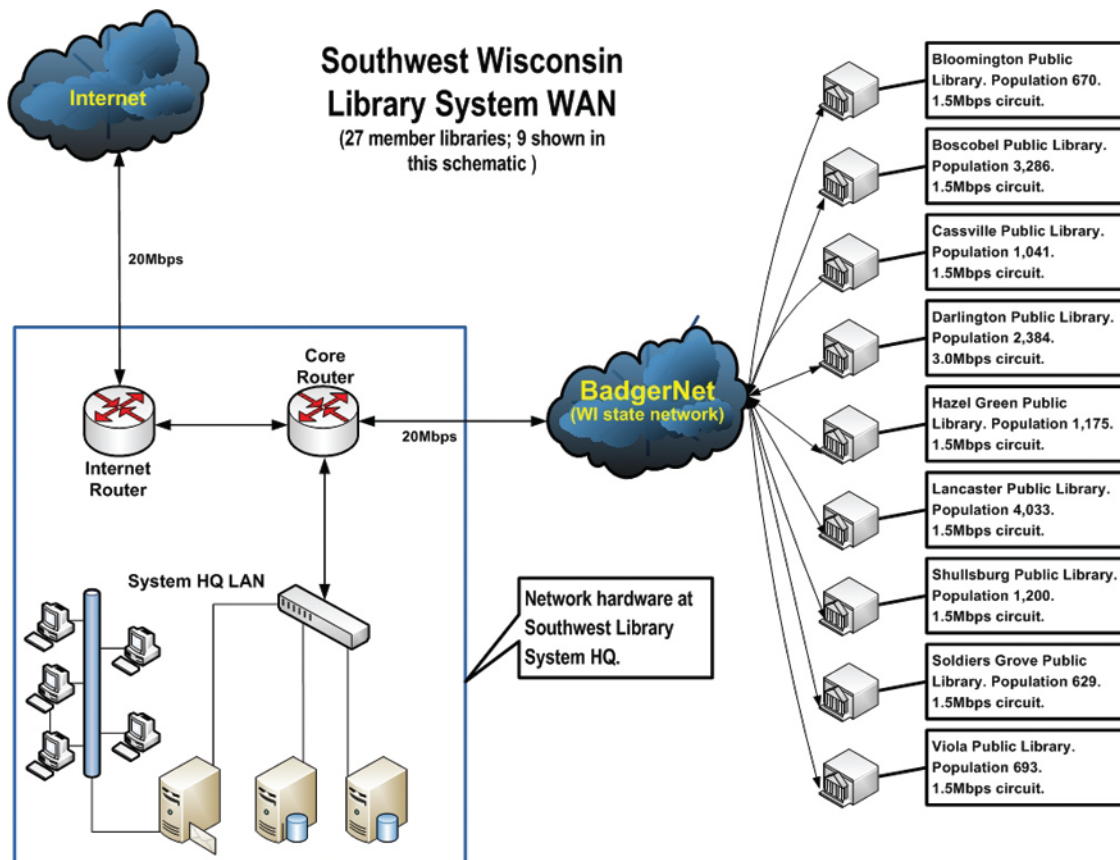 Internet
Southwest Wisconsin
Library System WAN
(27 member libraries; 9 shown in
this schematic )
20Mbps
Core
Router
Internet
Router
20Mbps
BadgerNet
(WI state network)
System HQ LAN
Network hardware at
Southwest Library
System HQ.
Bloomington Public
Library. Population 670.
1.5Mbps circuit.
Boscobel Public Library.
Population 3,286.
1.5Mbps circuit.
Cassville Public Library.
Population 1,041.
1.5Mbps circuit.
Darlington Public Library.
Population 2,384.
3.0Mbps circuit.
Hazel Green Public
Library. Population 1,175.
1.5Mbps circuit.
Lancaster Public Library.
Population 4,033.
1.5Mbps circuit.
Shullsburg Public Library.
Population 1,200.
1.5Mbps circuit.
Soldiers Grove Public
Library. Population 629.
1.5Mbps circuit.
Viola Public Library.
Population 693.
1.5Mbps circuit.